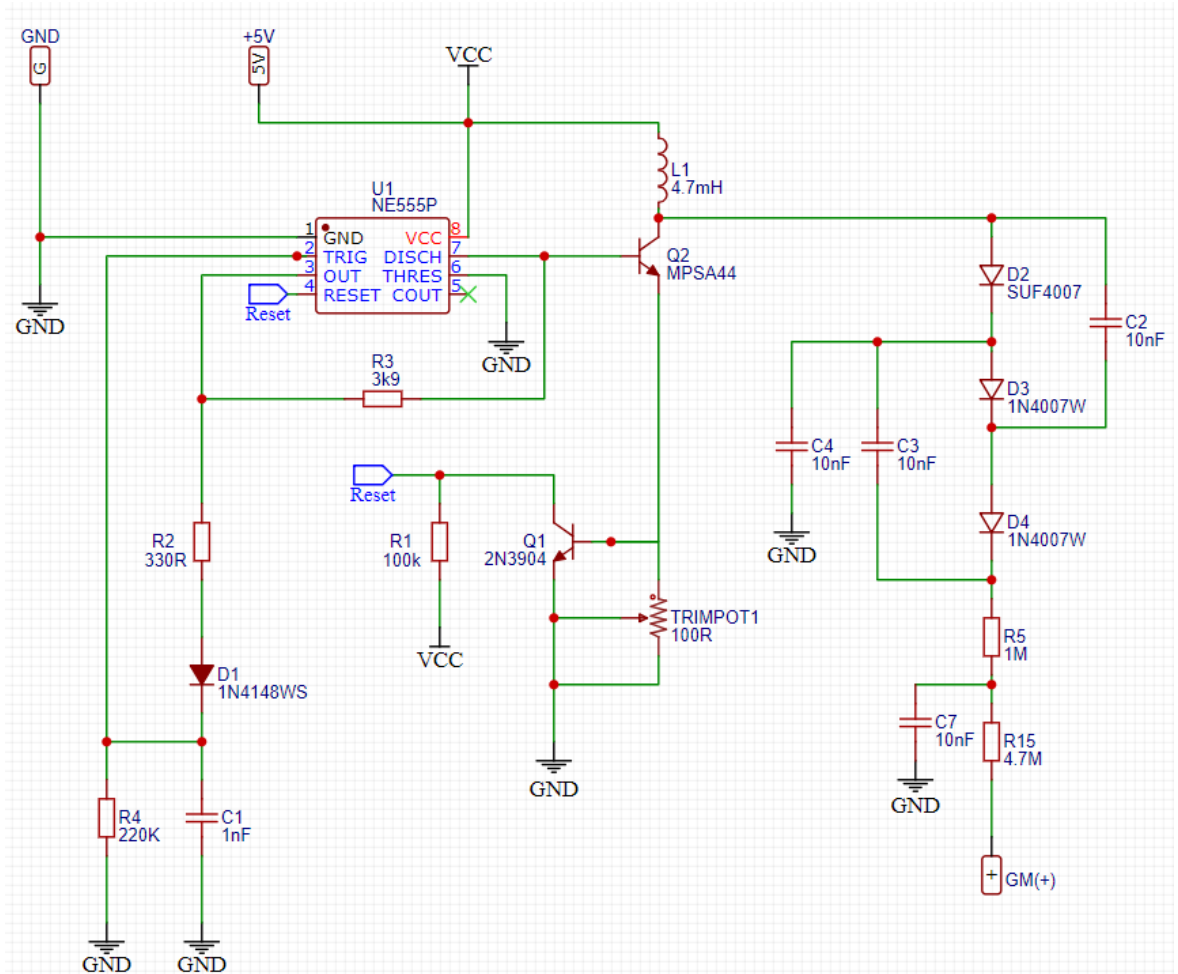 GND
G
+5V
5V
VCC
L1
4.7mH
U1
NE555P
1
GND
VCC
8
2
TRIG
DISCH
7
3
OUT
THRES
6
4
RESET
COUT
5
Reset
GND
GND
Q2
MPSA44
D2
SUF4007
C2
10nF
R3
3k9
D3
1N4007W
C4
10nF
C3
10nF
Reset
R2
330R
R1
100k
Q1
2N3904
D4
1N4007W
GND
TRIMPOT1
100R
R5
1M
VCC
D1
1N4148WS
C7
10nF
R15
4.7M
GND
GND
R4
220K
C1
1nF
+
GM(+)
GND
GND